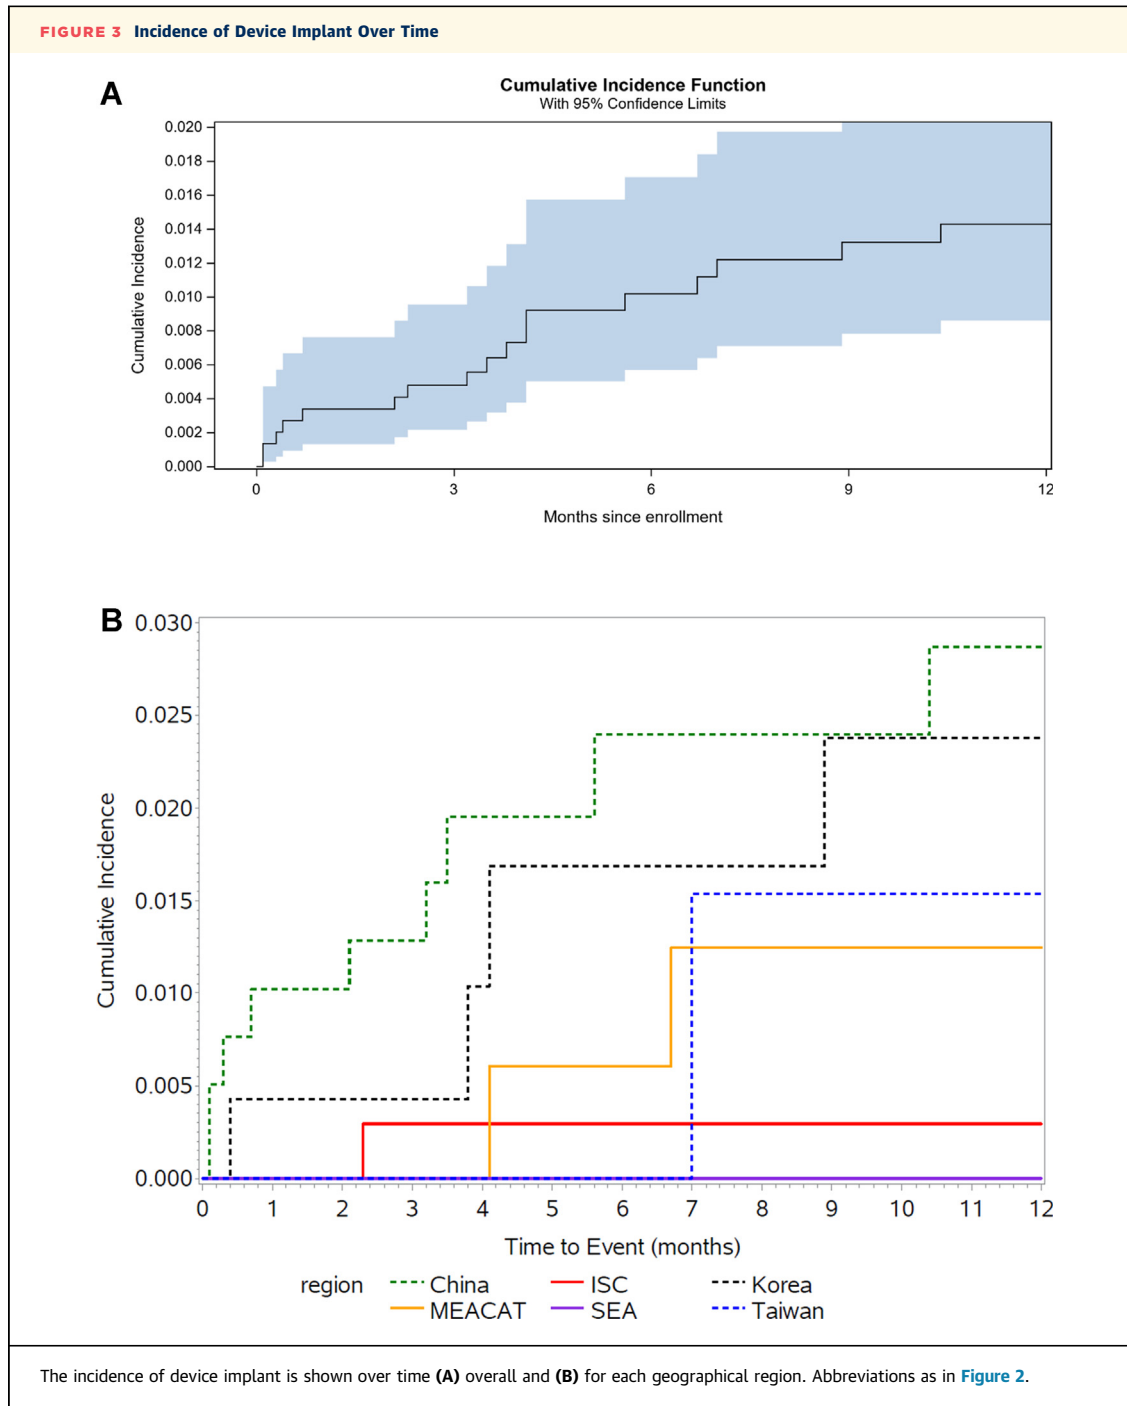 FIGURE 3 Incidence of Device Implant Over Time
A
Cumulative Incidence Function
With 95% Confidence Limits
0.020
0.018
0.016
0.014
0.012
0.010
0.008
0.006
0.004
0.002
0.000
Cumulative Incidence
0 3 6 9 12
Months since enrollment
B
0.030
0.025
0.020
0.015
0.010
0.005
0.000
Cumulative Incidence
0 1 2 3 4 5 6 7 8 9 10 11 12
Time to Event (months)
region China ISC Korea
MEACAT SEA Taiwan
The incidence of device implant is shown over time (A) overall and (B) for each geographical region. Abbreviations as in Figure 2.